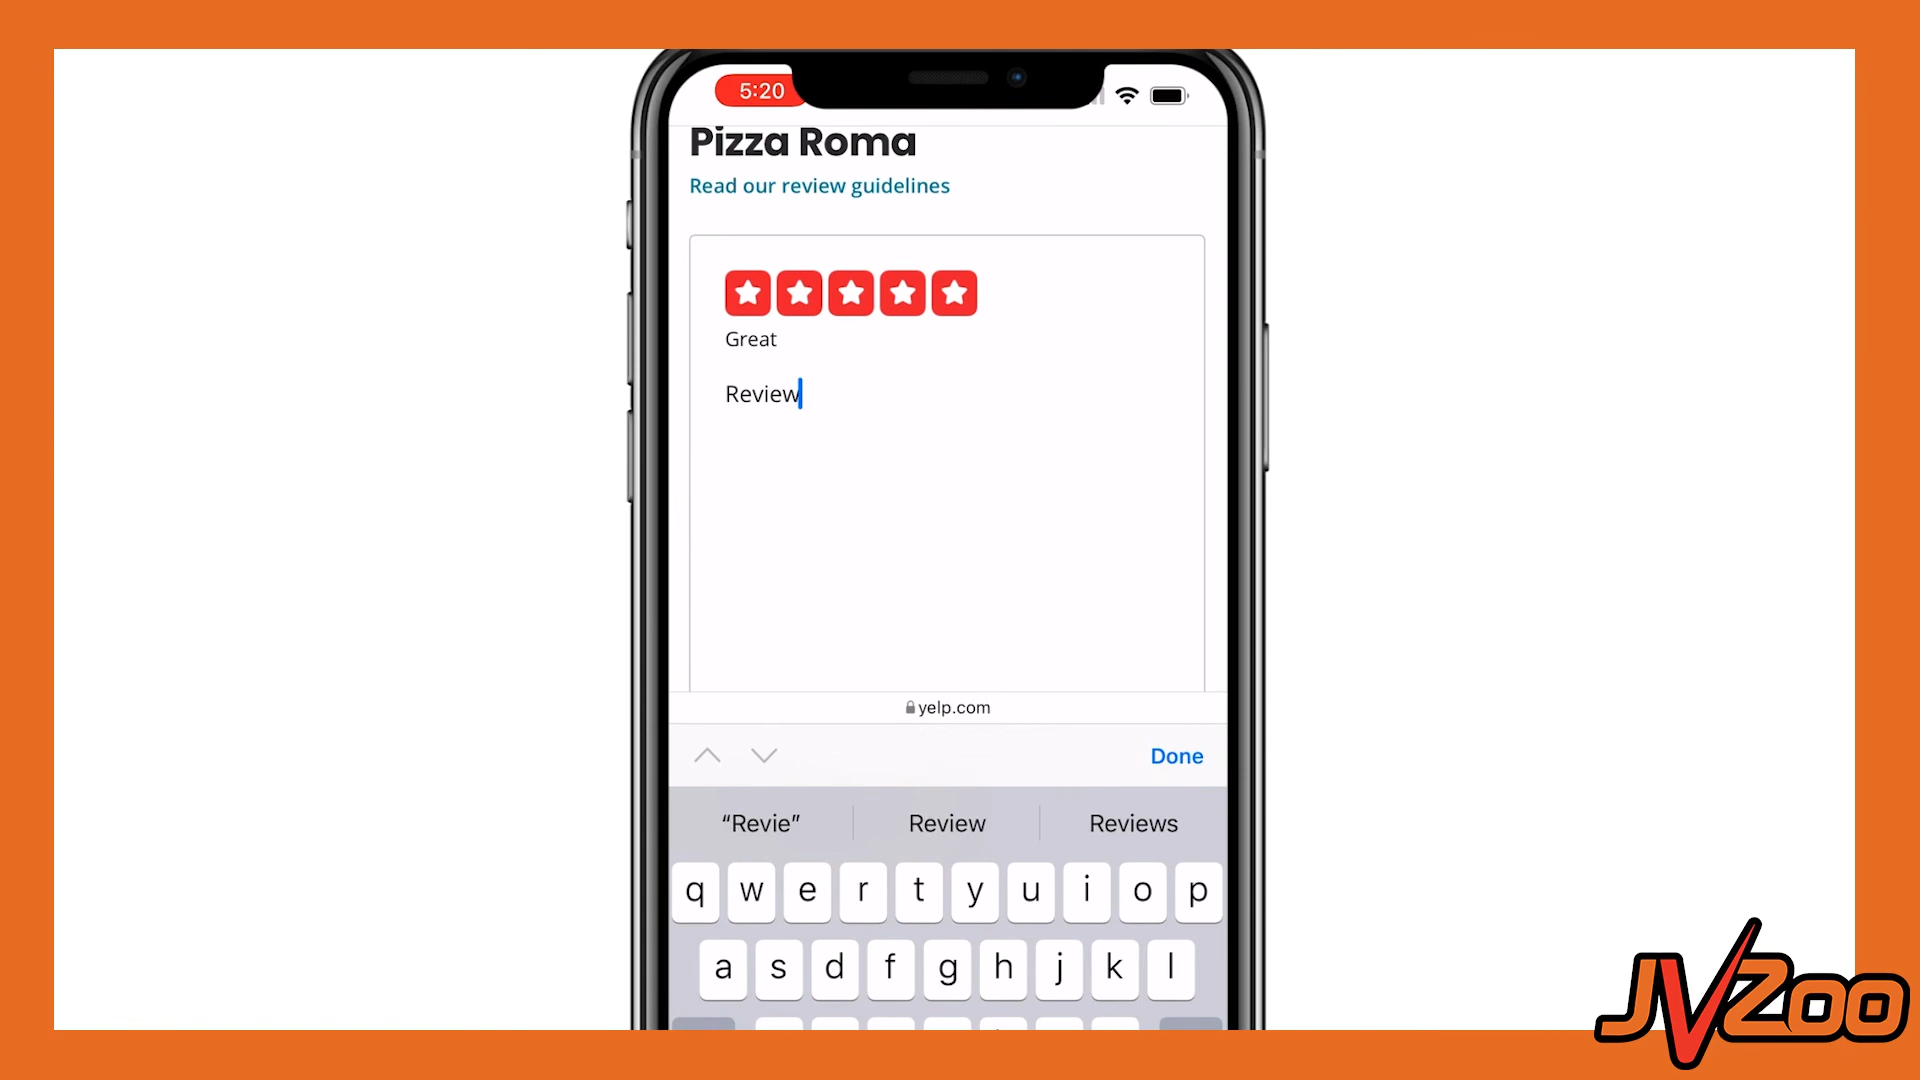 5:20
Pizza Roma
Read our review guidelines
Great
Review
yelp.com
Done
“Revie” Review Reviews
q w e r t y u i o p
a s d f g h j k l
JVZoo